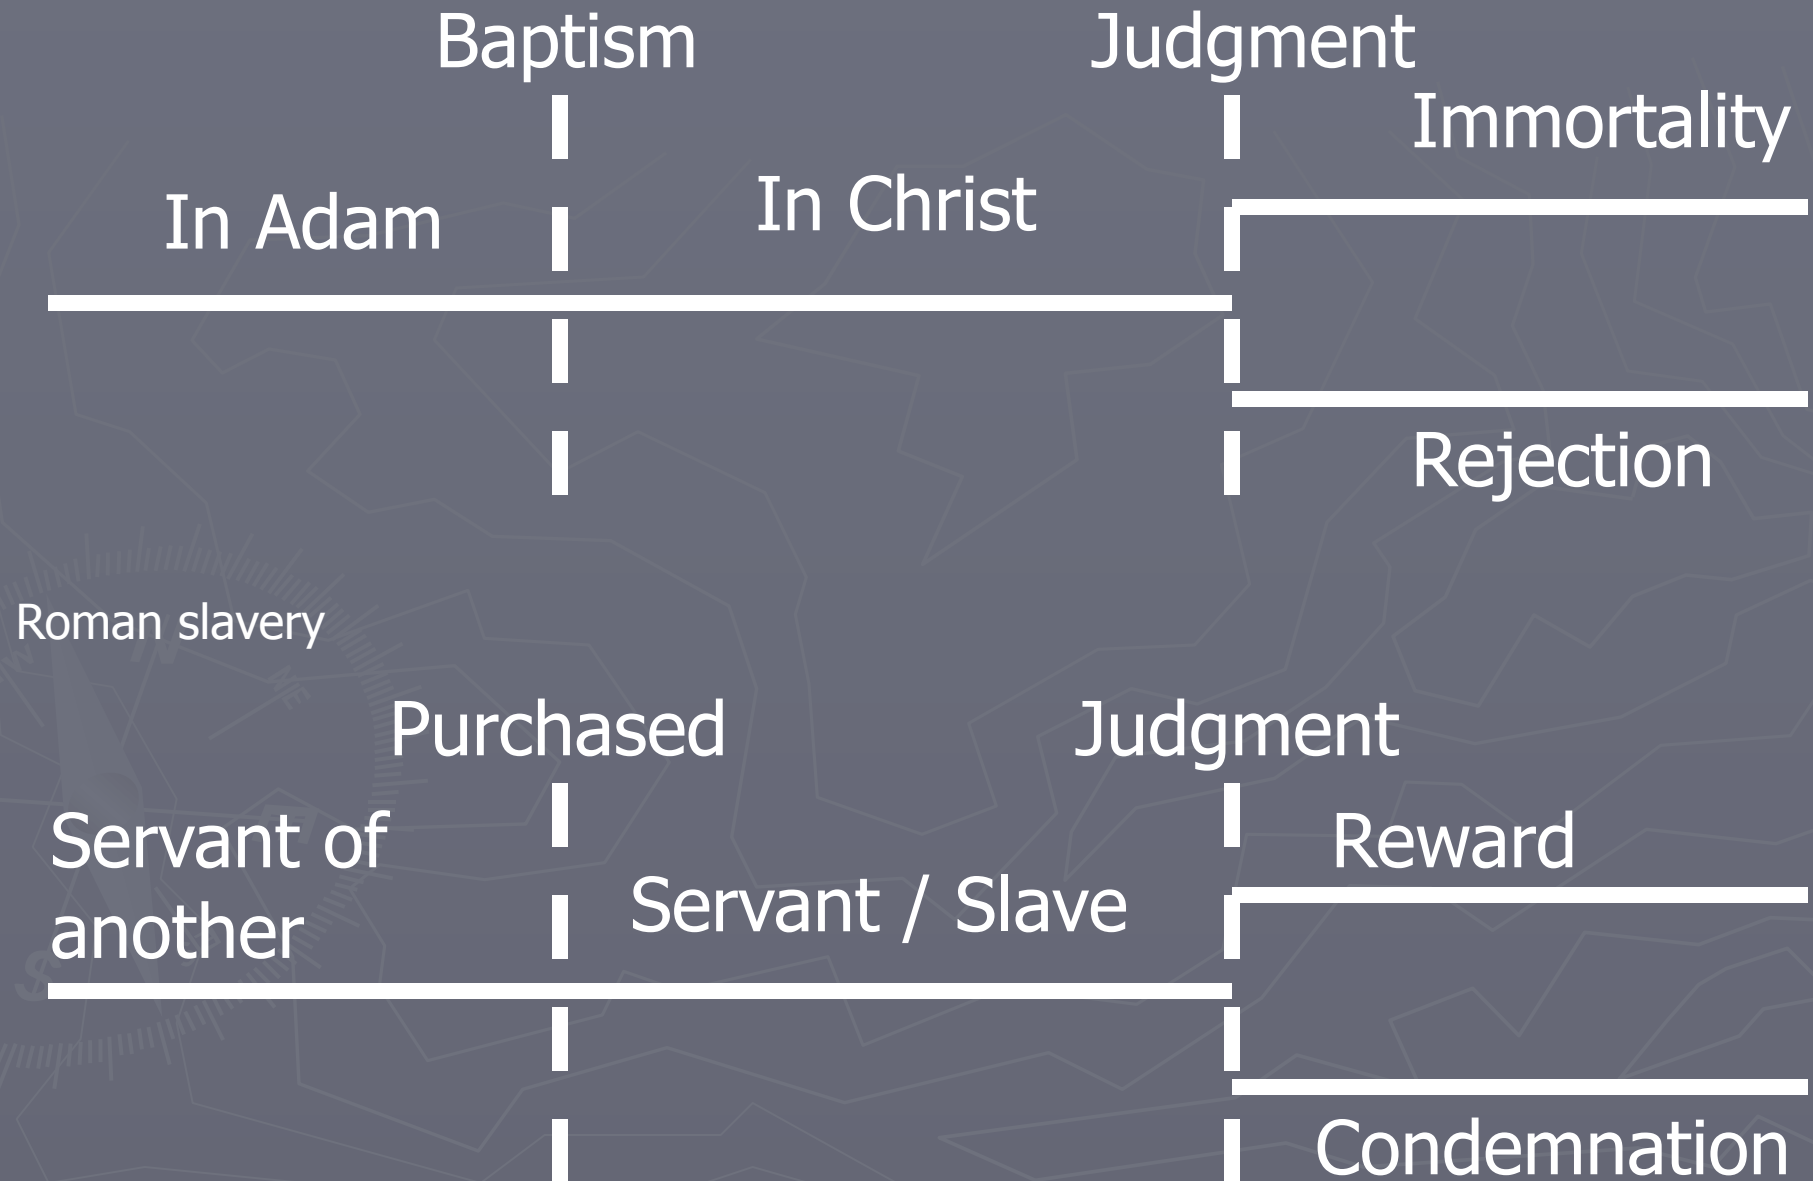 Baptism
Judgment
Immortality
In Adam
In Christ
Rejection
Roman slavery
Purchased
Judgment
Servant of
another
Servant / Slave
Reward
Condemnation